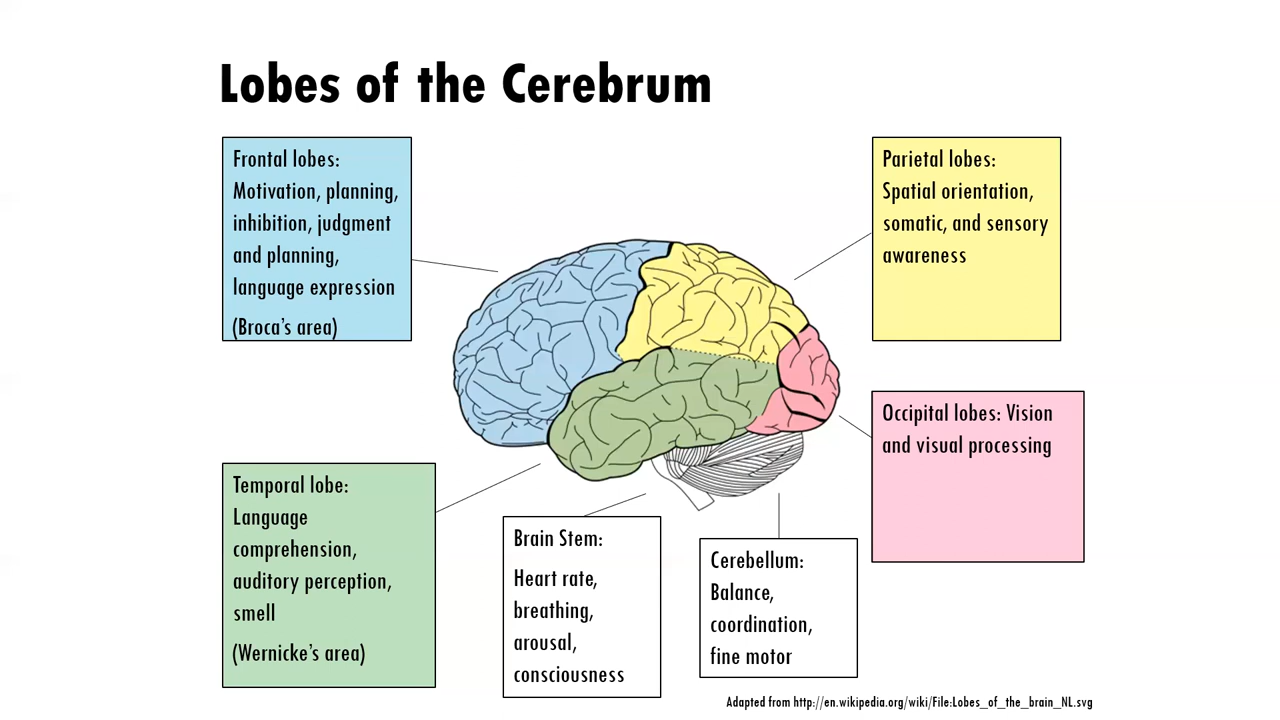 Lobes of the Cerebrum
Frontal lobes:
Motivation, planning,
inhibition, judgment
and planning,
language expression
(Broca's area)
Parietal lobes:
Spatial orientation,
somatic, and sensory
awareness
Occipital lobes: Vision
and visual processing
Temporal lobe:
Language
comprehension,
auditory perception,
smell
(Wernicke's area)
Brain Stem:
Heart rate,
breathing,
arousal,
consciousness
Cerebellum:
Balance,
coordination,
fine motor
Adapted from http://en.wikipedia.org/wiki/File:Lobes_of_the_brain_NL.svg